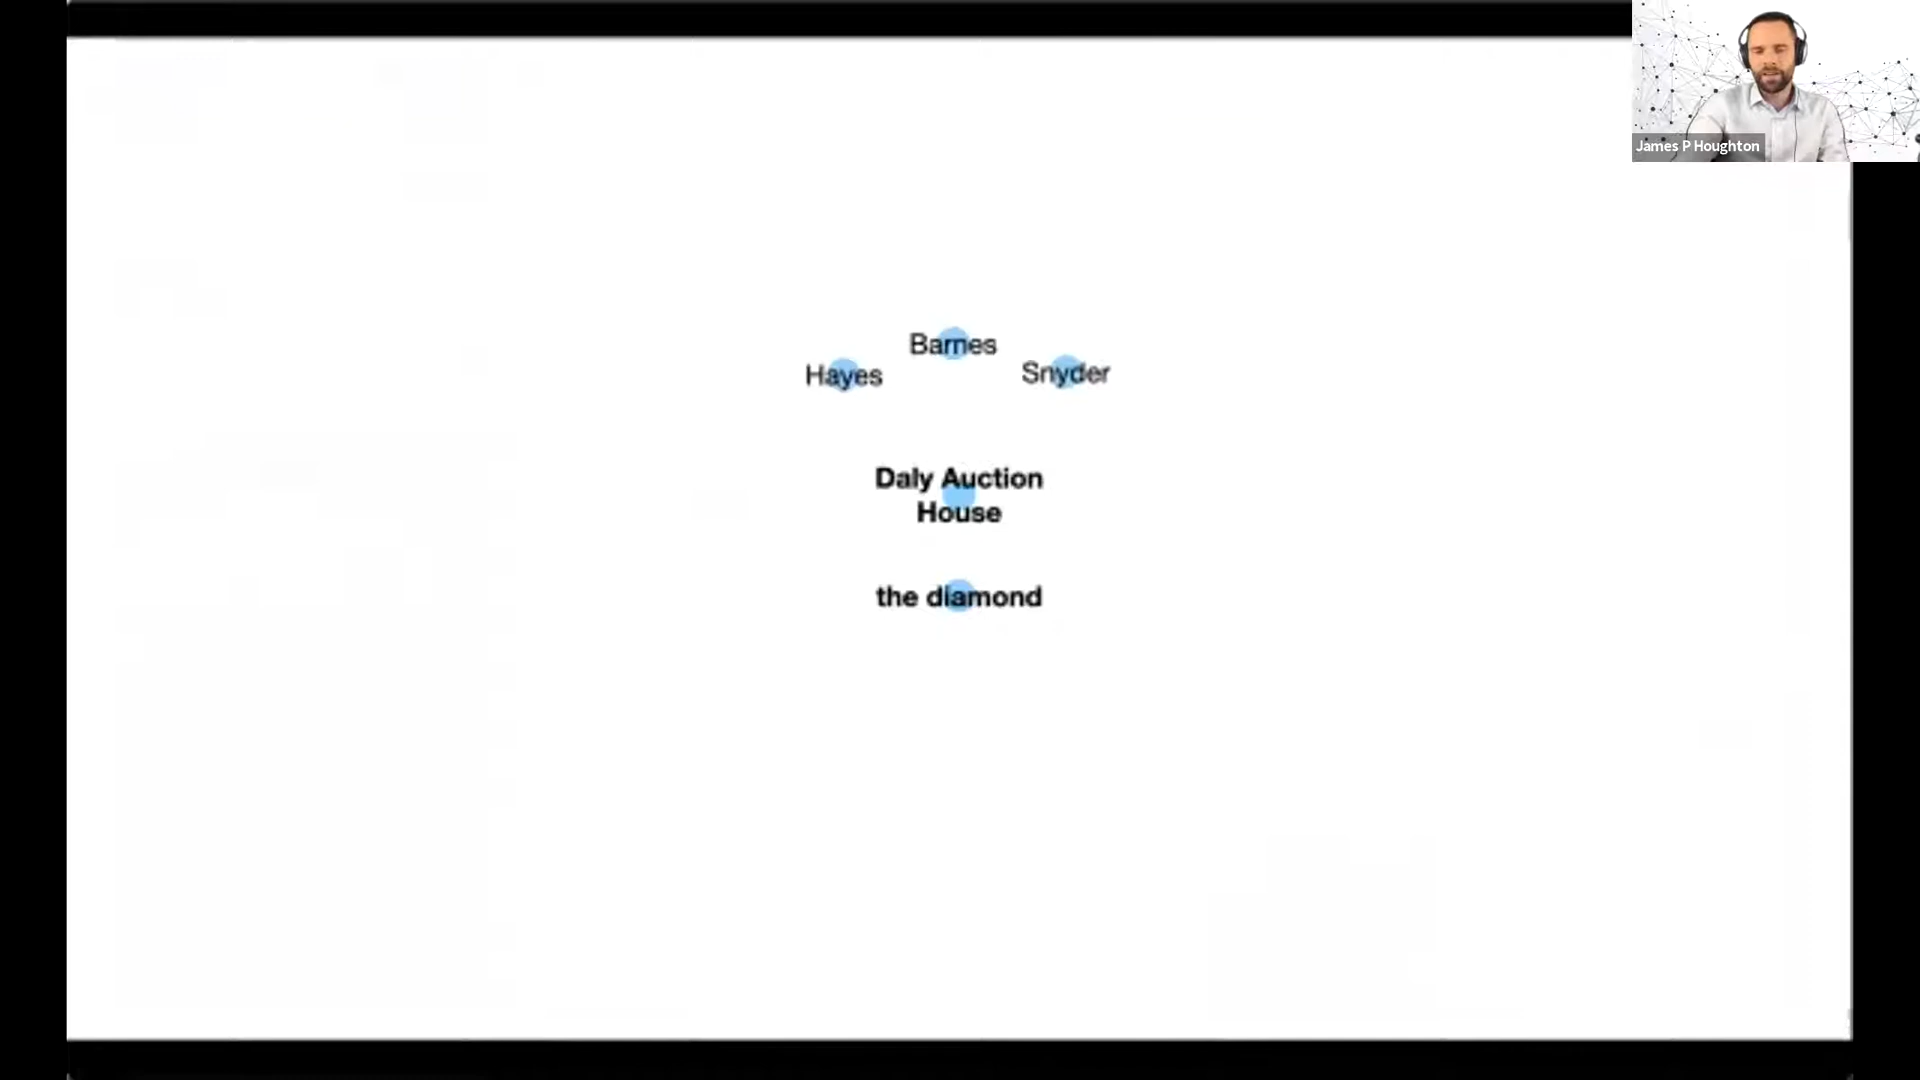 James P Houghton
Barnes
Hayes
Snyder
Daly Auction
House
the diamond